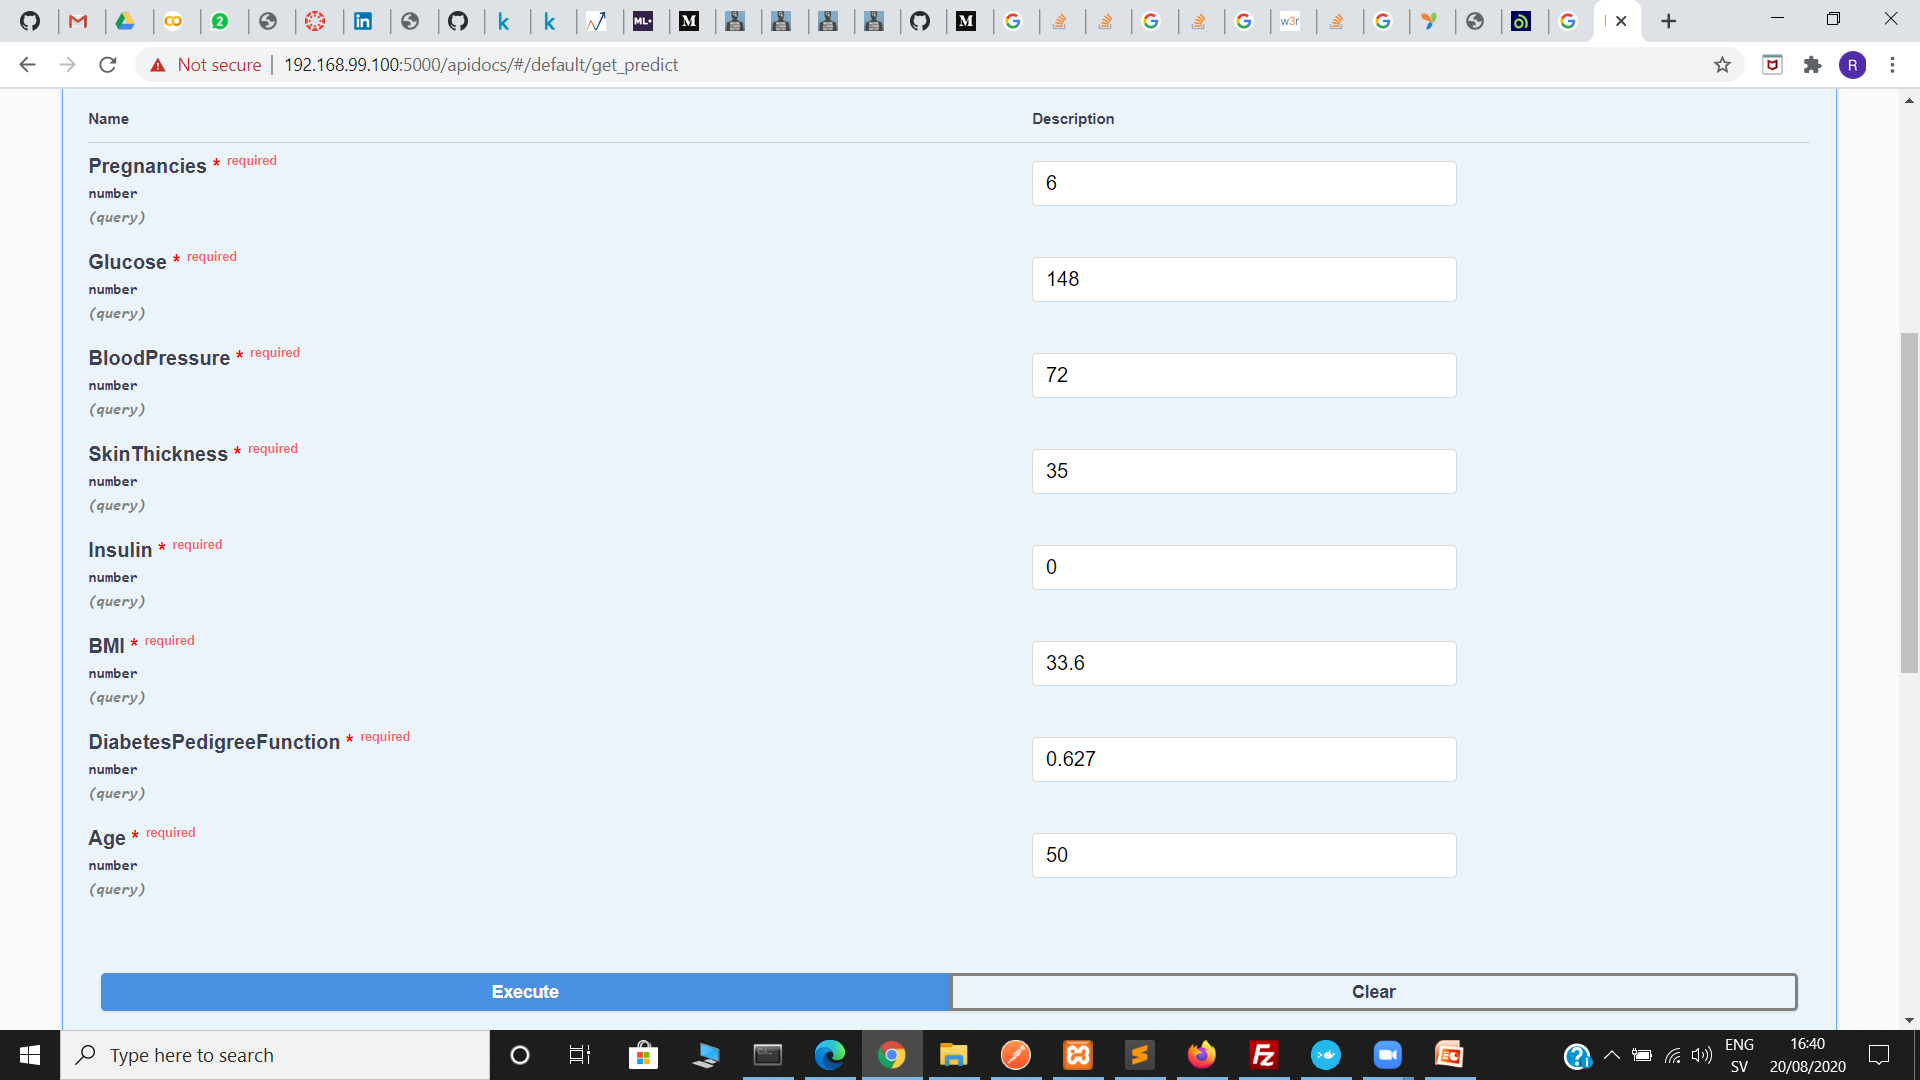 ML+
w3r
Not secure
192.168.99.100:5000/apidocs/#/default/get_predict
R
Name
Description
Pregnancies * required
number
(query)
6
Glucose * required
number
(query)
148
BloodPressure * required
number
(query)
72
SkinThickness * required
number
(query)
35
Insulin * required
number
(query)
0
BMI * required
number
(query)
33.6
DiabetesPedigreeFunction * required
number
(query)
0.627
Age * required
number
(query)
50
Execute
Clear
Type here to search
ENG
SV
16:40
20/08/2020